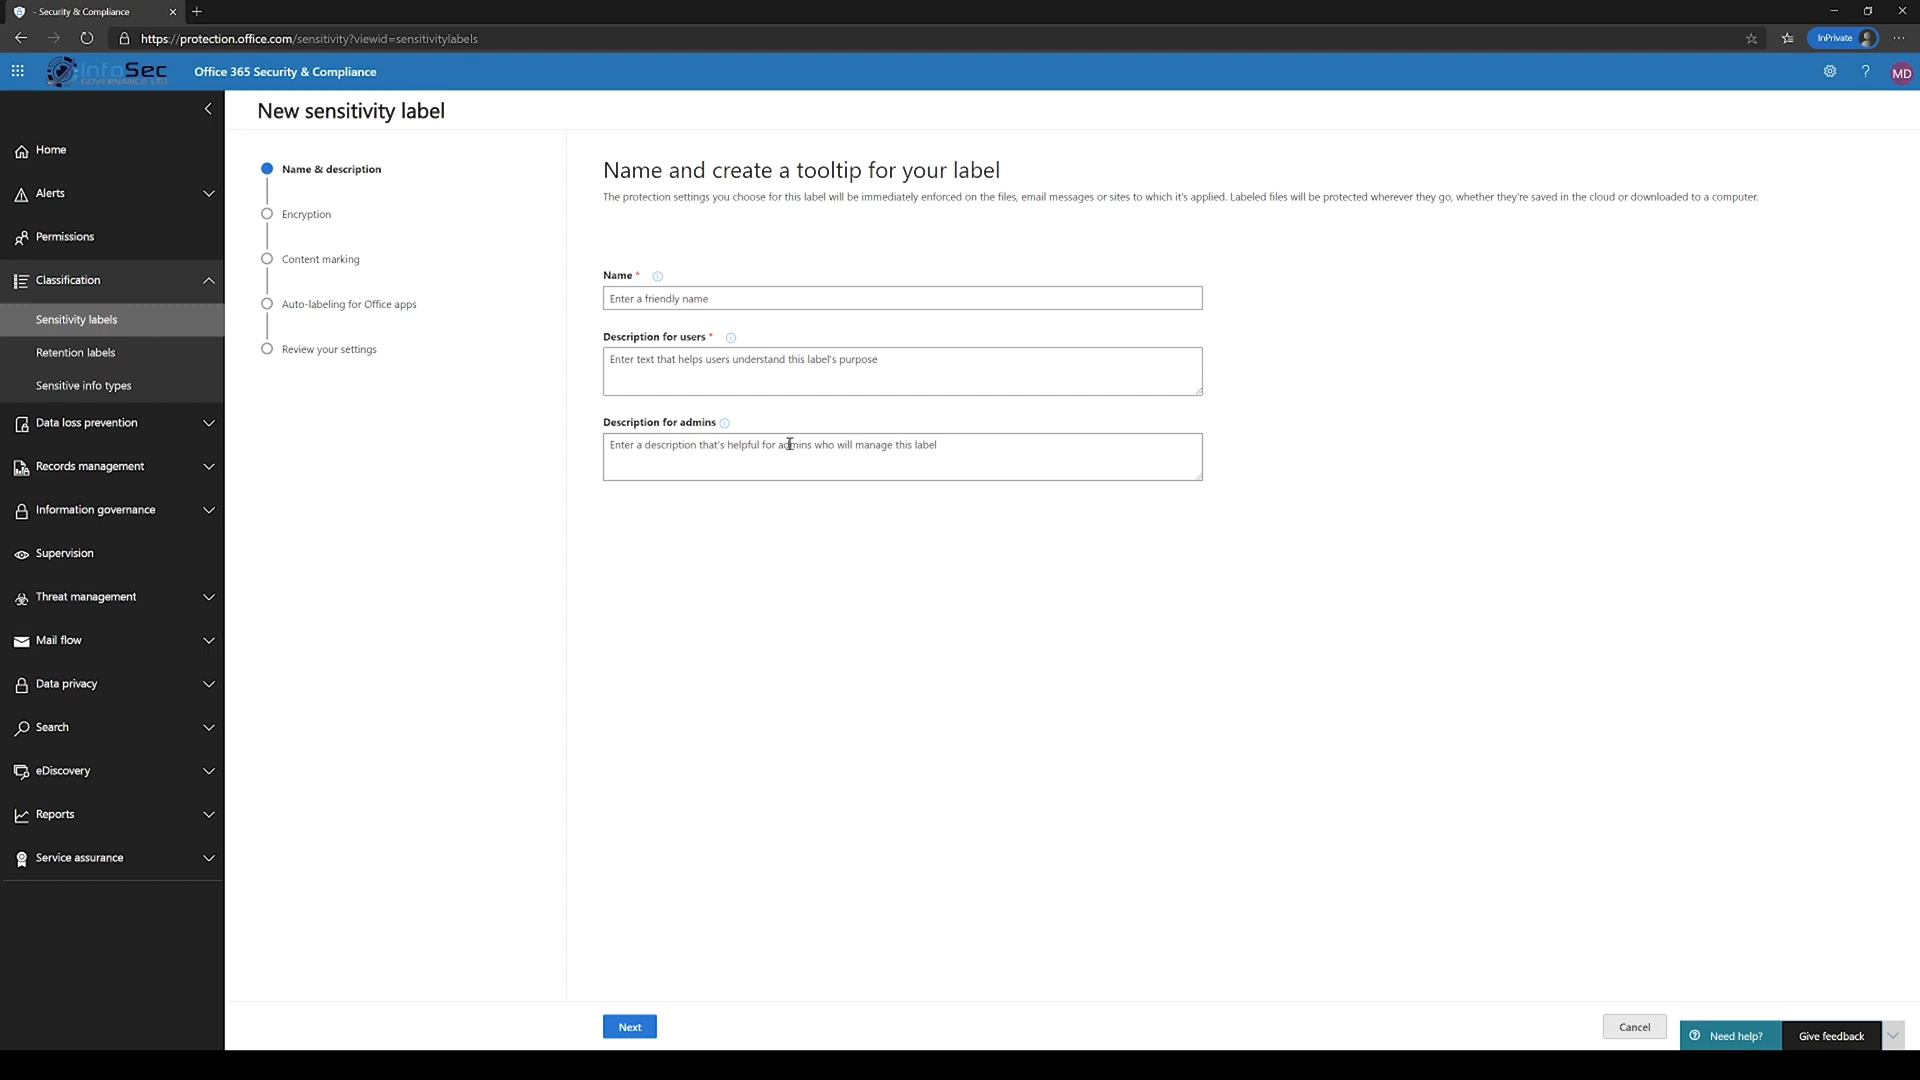 - Security & Compliance
https://protection.office.com/sensitivity?viewid=sensitivitylabels
InPrivate
InfoSec
GOVERNANCE LTD
Office 365 Security & Compliance
?
MD
New sensitivity label
Home
Alerts
Permissions
Classification
Sensitivity labels
Retention labels
Sensitive info types
Data loss prevention
Records management
Information governance
Supervision
Threat management
Mail flow
Data privacy
Search
eDiscovery
Reports
Service assurance
Name & description
Encryption
Content marking
Auto-labeling for Office apps
Review your settings
Name and create a tooltip for your label
The protection settings you choose for this label will be immediately enforced on the files, email messages or sites to which it's applied. Labeled files will be protected wherever they go, whether they're saved in the cloud or downloaded to a computer.
Name *
Enter a friendly name
Description for users *
Enter text that helps users understand this label's purpose
Description for admins
Enter a description that's helpful for admins who will manage this label
Next
Cancel
Need help?
Give feedback